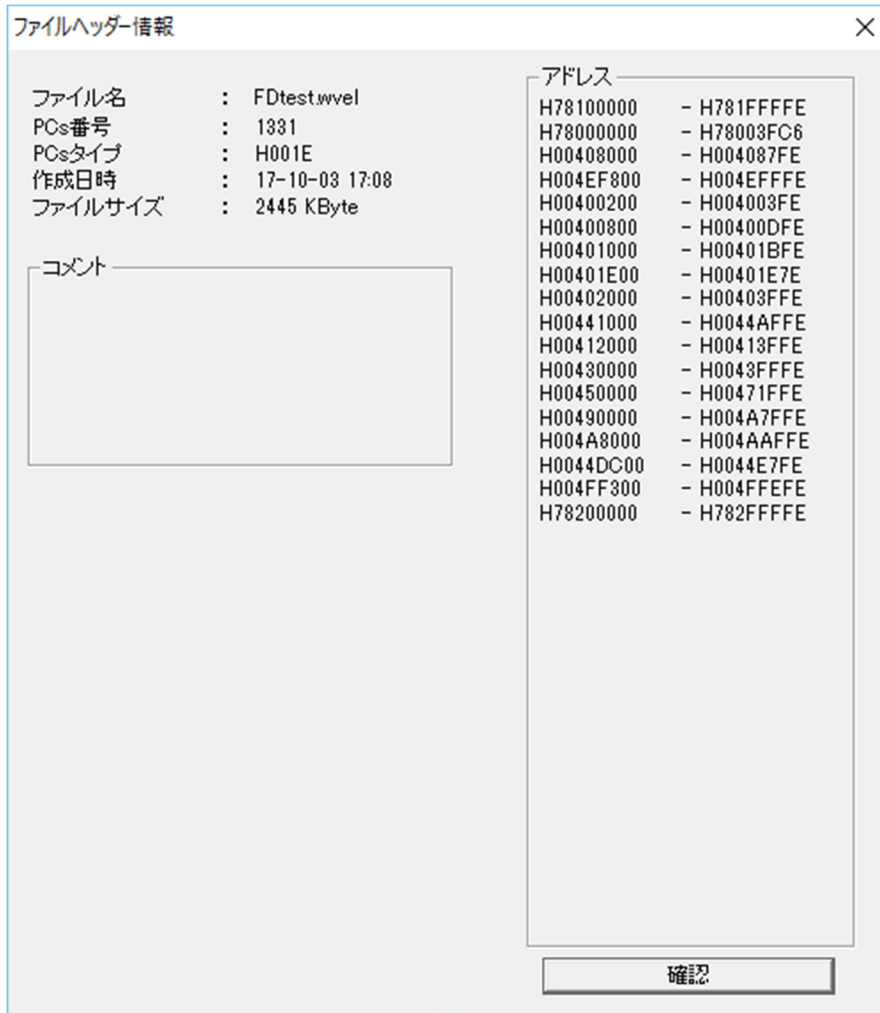 ファイルヘッダー情報
ファイル名 : FDtest.wvel
PCs番号 : 1331
PCsタイプ : H001E
作成日時 : 17-10-03 17:08
ファイルサイズ : 2445 KByte
コメント
アドレス
H78100000 - H781FFFFE
H78000000 - H78003FC6
H00408000 - H004087FE
H004EF800 - H004EFFFE
H00400200 - H004003FE
H00400800 - H00400DFE
H00401000 - H00401BFE
H00401E00 - H00401E7E
H00402000 - H00403FFE
H00441000 - H0044AFFE
H00412000 - H00413FFE
H00430000 - H0043FFFE
H00450000 - H00471FFE
H00490000 - H004A7FFE
H004A8000 - H004AAFFE
H0044DC00 - H0044E7FE
H004FF300 - H004FFEFE
H78200000 - H782FFFFE
確認